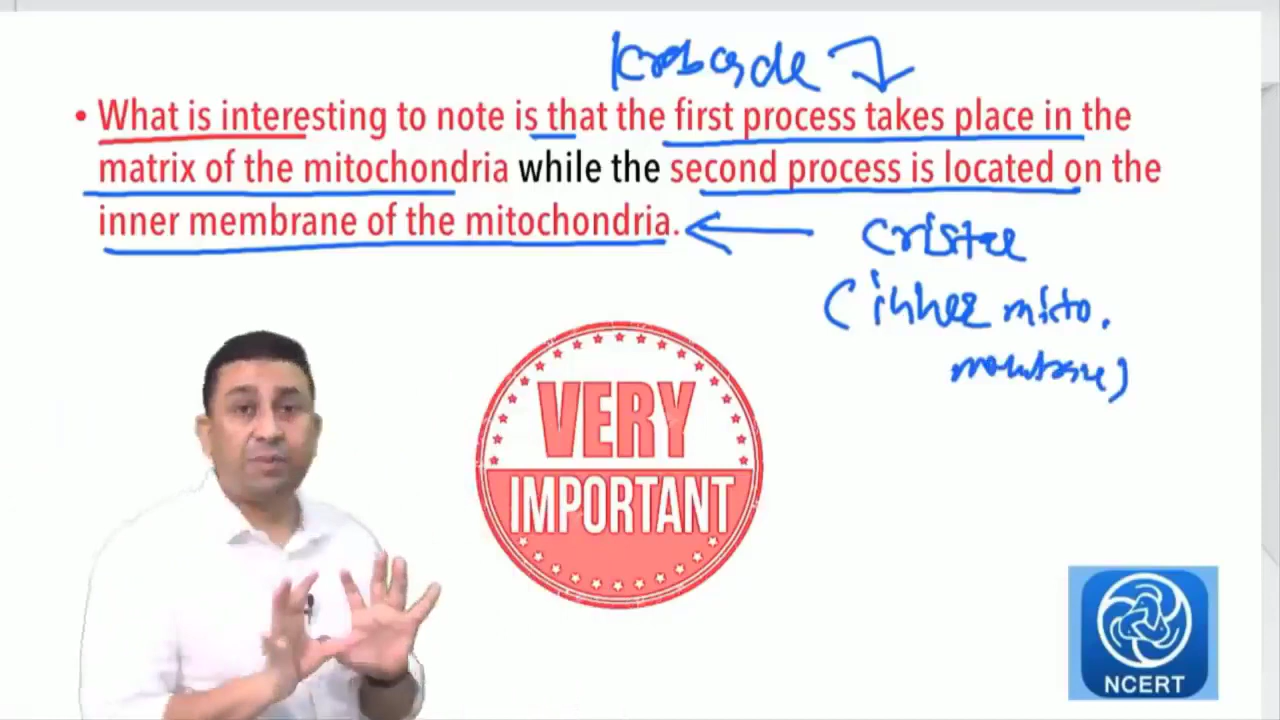 Kreb cycle
• What is interesting to note is that the first process takes place in the
matrix of the mitochondria while the second process is located on the
inner membrane of the mitochondria.
cristae
(inner mito.
membrane)
VERY
IMPORTANT
NCERT